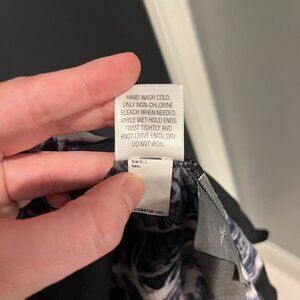 HAND WASH COLD.
ONLY NON-CHLORINE
BLEACH WHEN NEEDED.
WHILE WET HOLD ENDS
TWIST TIGHTLY AND
KNOT LEAVE UNTIL DRY.
DO NOT IRON.